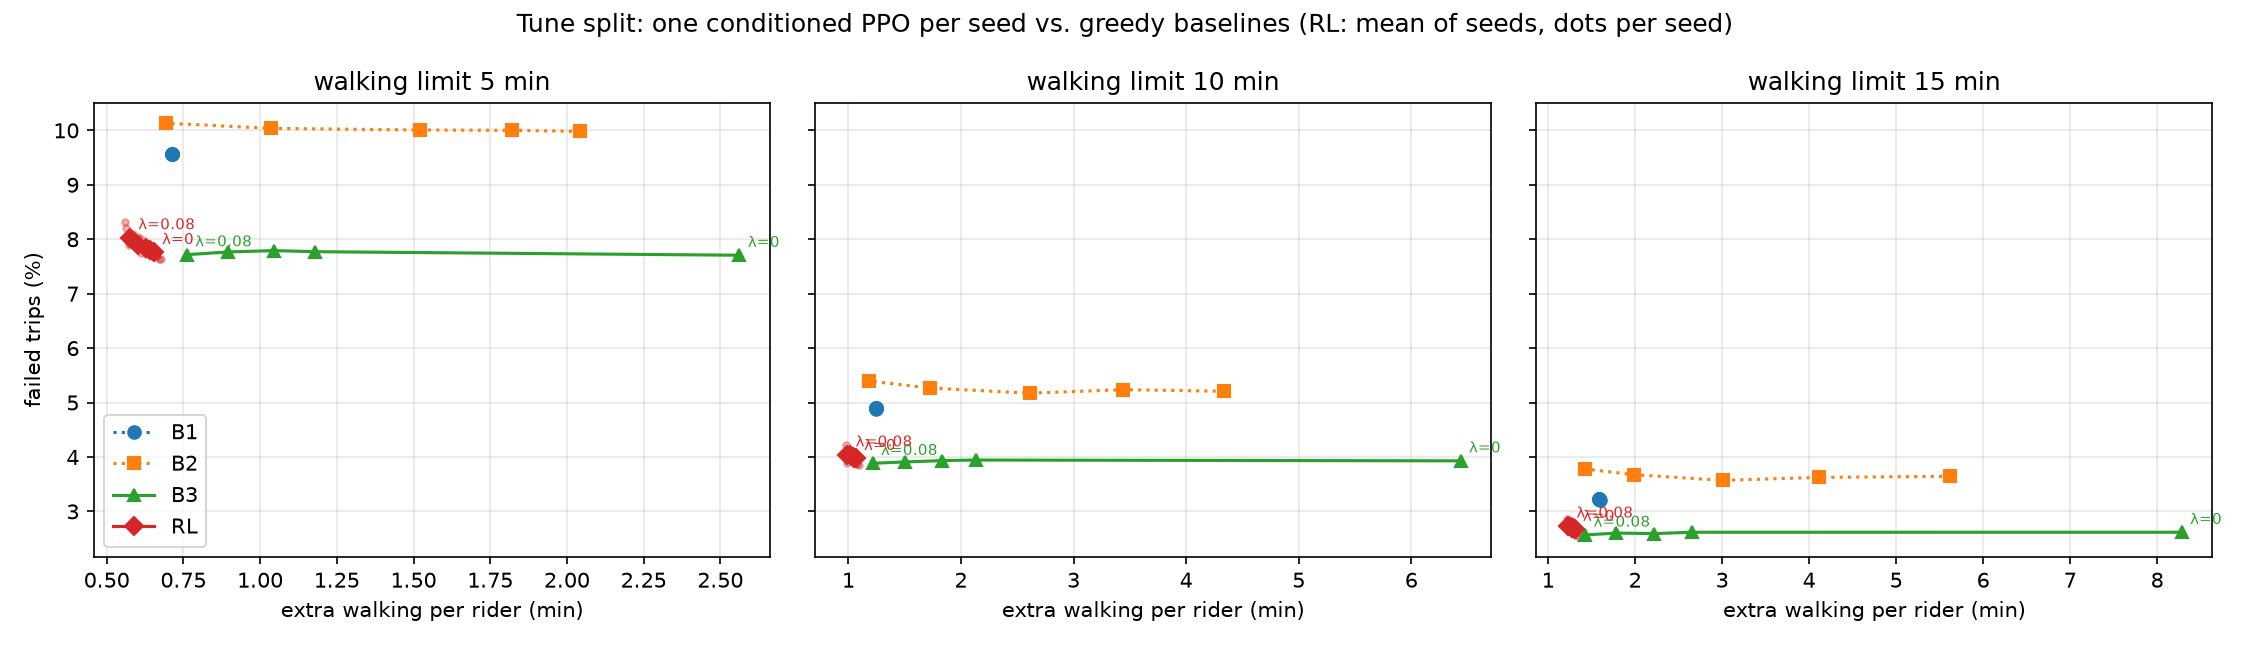 Tune split: one conditioned PPO per seed vs. greedy baselines (RL: mean of seeds, dots per seed)
walking limit 5 min
failed trips (%)
10
9
8
7
6
5
4
3
λ=0.08
λ=0
λ=0.08
λ=0
B1
B2
B3
RL
0.50 0.75 1.00 1.25 1.50 1.75 2.00 2.25 2.50
extra walking per rider (min)
walking limit 10 min
λ=0.08
λ=0
λ=0.08
λ=0
1 2 3 4 5 6
extra walking per rider (min)
walking limit 15 min
λ=0.08
λ=0
λ=0.08
λ=0
1 2 3 4 5 6 7 8
extra walking per rider (min)